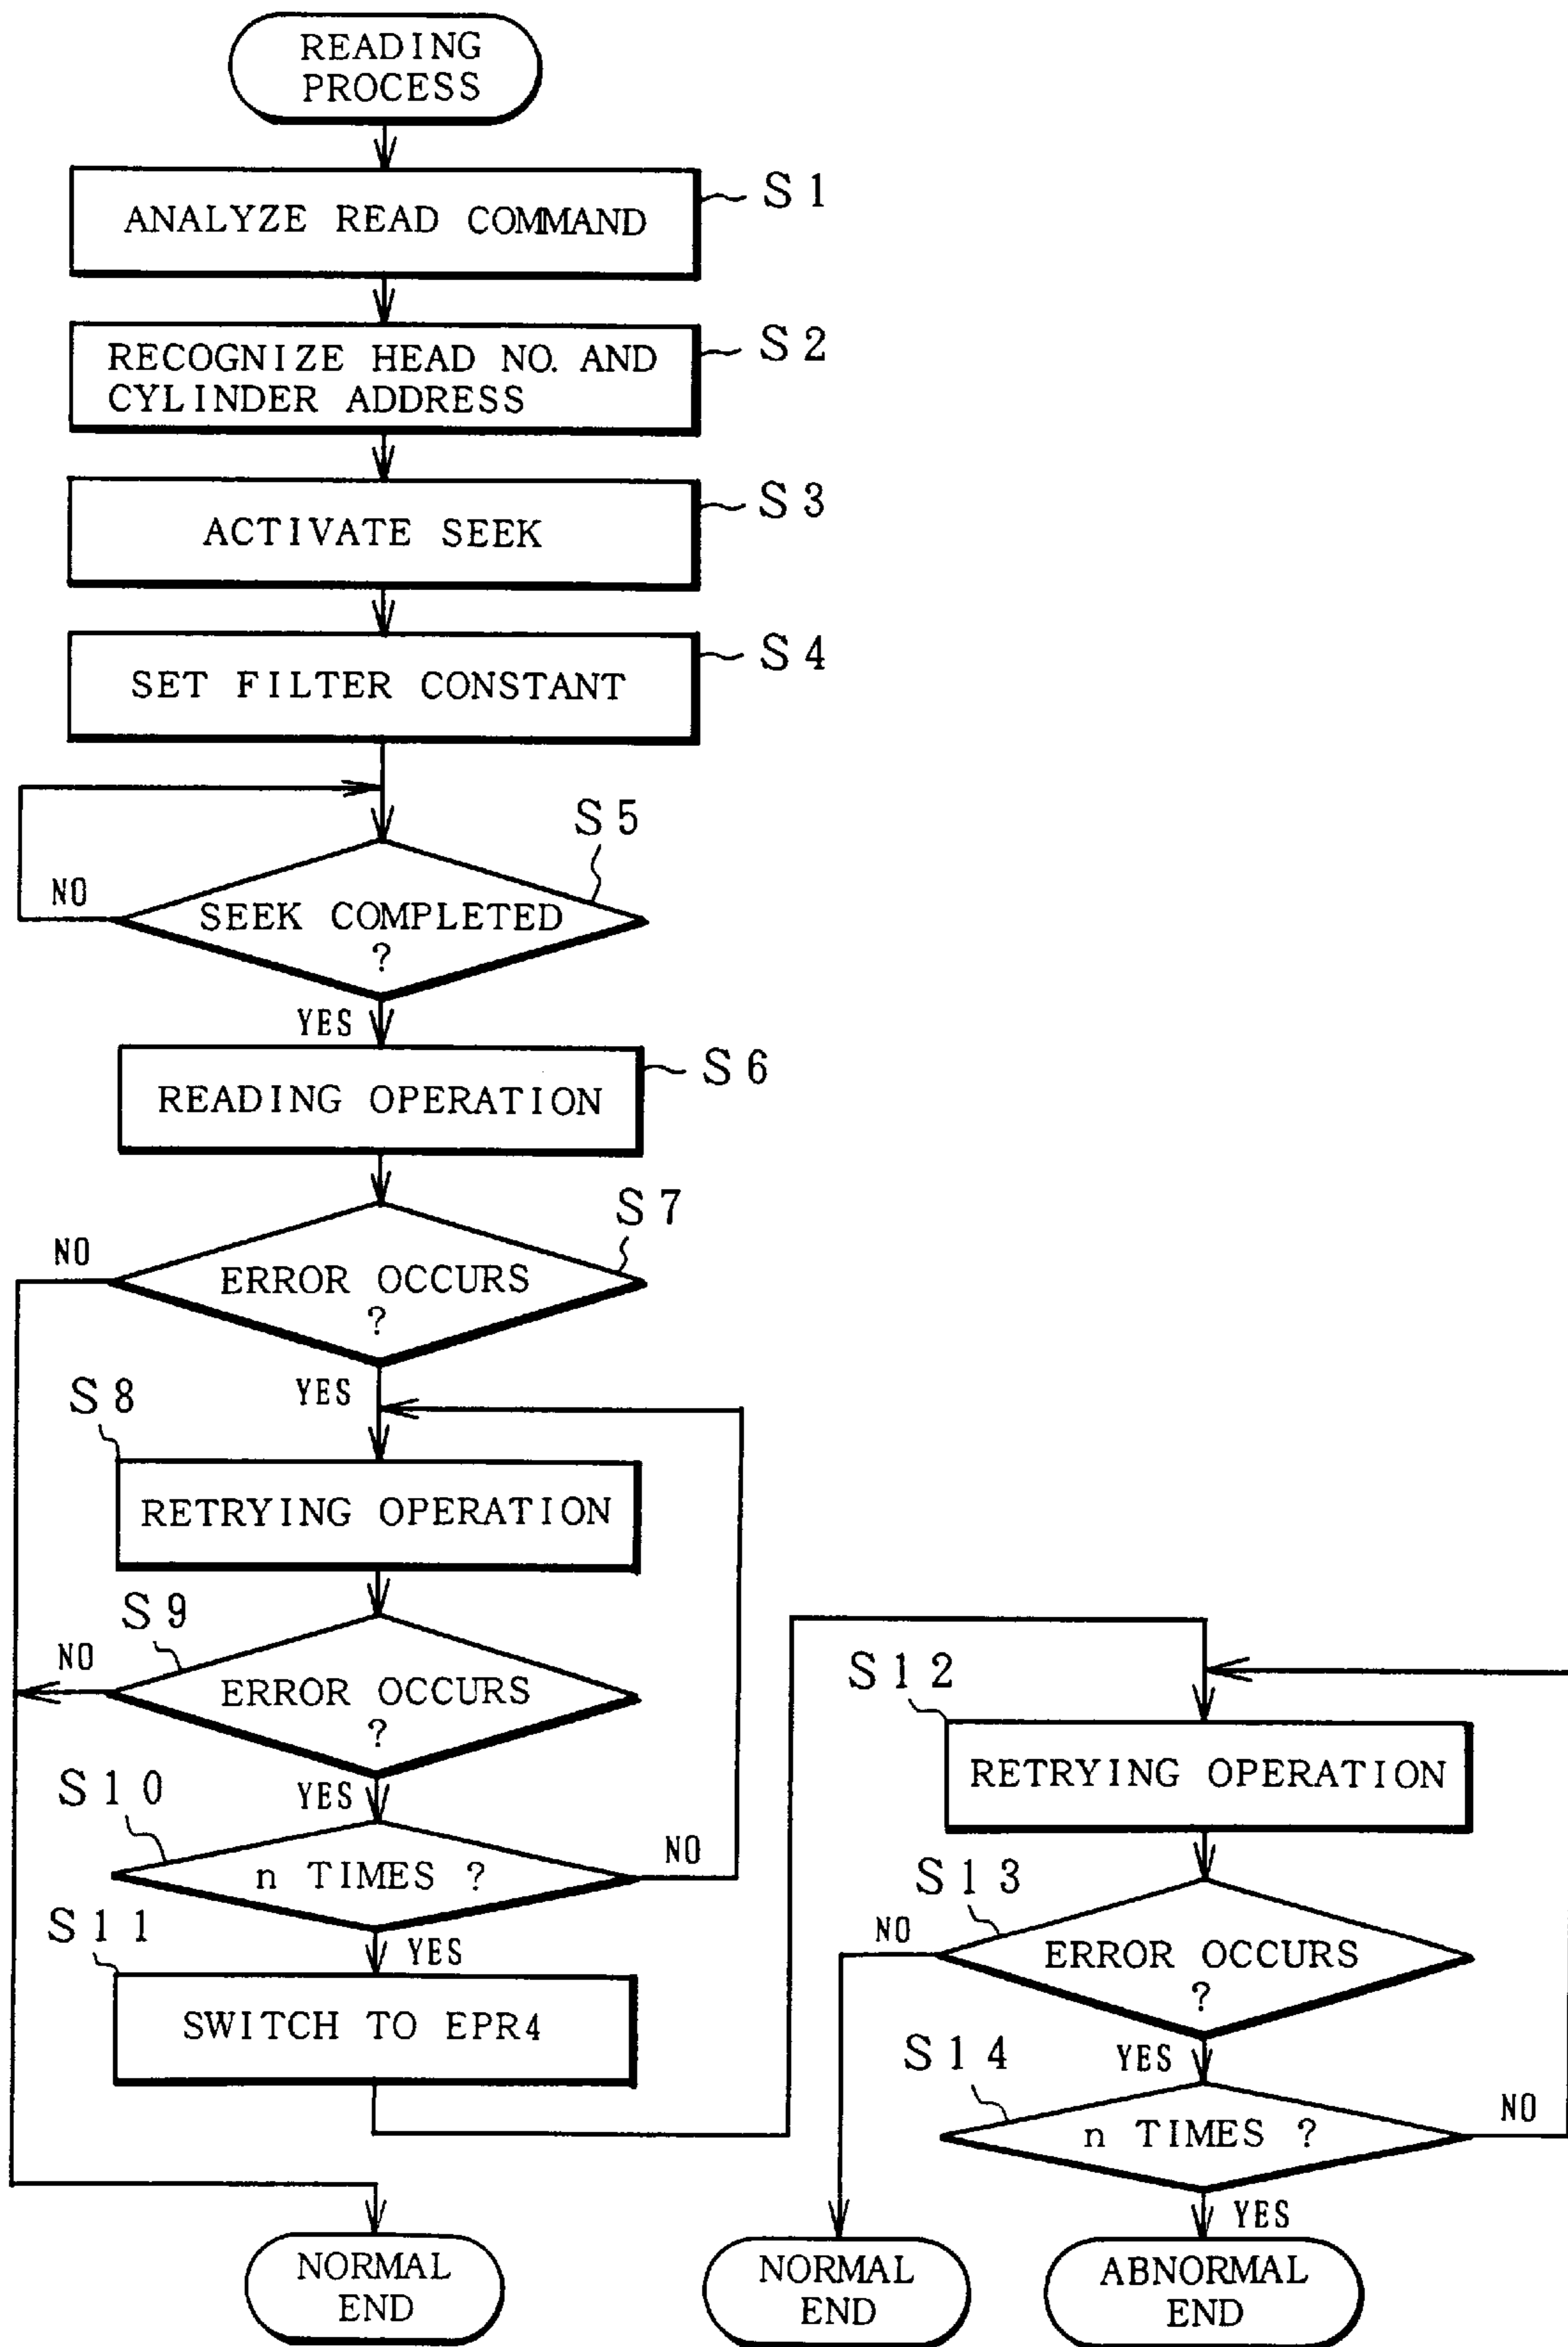 READING
PROCESS
S1
ANALYZE READ COMMAND
S2
RECOGNIZE HEAD NO. AND
CYLINDER ADDRESS
S3
ACTIVATE SEEK
S4
SET FILTER CONSTANT
S5
NO
SEEK COMPLETED
?
YES
S6
READING OPERATION
S7
NO
ERROR OCCURS
?
YES
S8
RETRYING OPERATION
S9
NO
ERROR OCCURS
?
YES
S10
n TIMES ?
NO
S11
YES
SWITCH TO EPR4
NORMAL
END
S12
RETRYING OPERATION
S13
NO
ERROR OCCURS
?
YES
S14
n TIMES ?
NO
YES
NORMAL
END
ABNORMAL
END